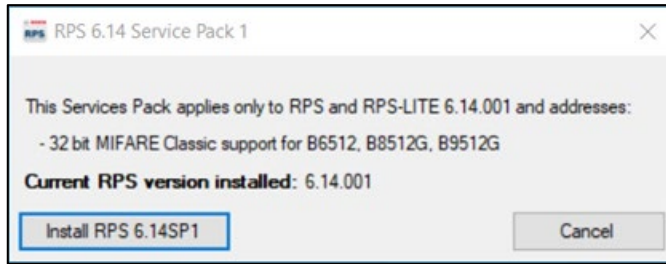 RPS RPS 6.14 Service Pack 1
This Services Pack applies only to RPS and RPS-LITE 6.14.001 and addresses:
- 32 bit MIFARE Classic support for B6512, B8512G, B9512G
Current RPS version installed: 6.14.001
Install RPS 6.14SP1 Cancel